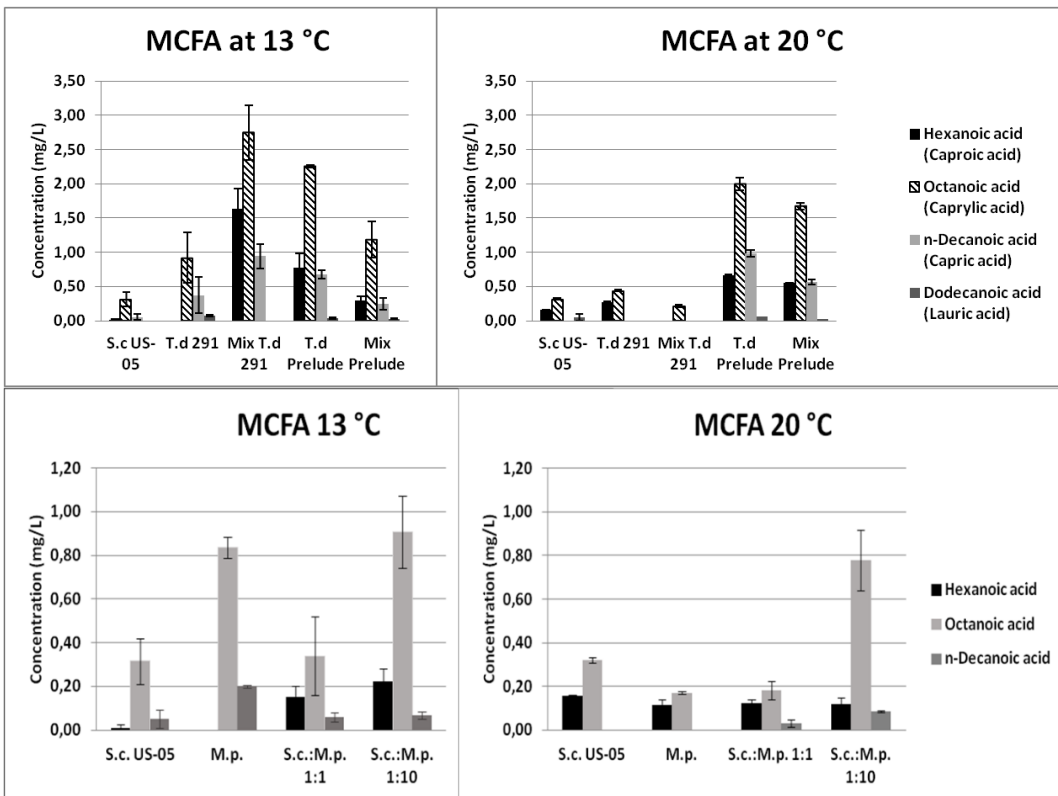 MCFA at 13 °C
Concentration (mg/L)
3,50
3,00
2,50
2,00
1,50
1,00
0,50
0,00
S.c US-
05
T.d 291
Mix T.d
291
T.d
Prelude
Mix
Prelude
MCFA at 20 °C
Concentration (mg/L)
3,50
3,00
2,50
2,00
1,50
1,00
0,50
0,00
S.c US-
05
T.d 291
Mix T.d
291
T.d
Prelude
Mix
Prelude
Hexanoic acid
(Caproic acid)
Octanoic acid
(Caprylic acid)
n-Decanoic acid
(Capric acid)
Dodecanoic acid
(Lauric acid)
MCFA 13 °C
Concentration (mg/L)
1,20
1,00
0,80
0,60
0,40
0,20
0,00
S.c. US-05
M.p.
S.c.:M.p.
1:1
S.c.:M.p.
1:10
MCFA 20 °C
Concentration (mg/L)
1,20
1,00
0,80
0,60
0,40
0,20
0,00
S.c. US-05
M.p.
S.c.:M.p. 1:1
S.c.:M.p.
1:10
Hexanoic acid
Octanoic acid
n-Decanoic acid